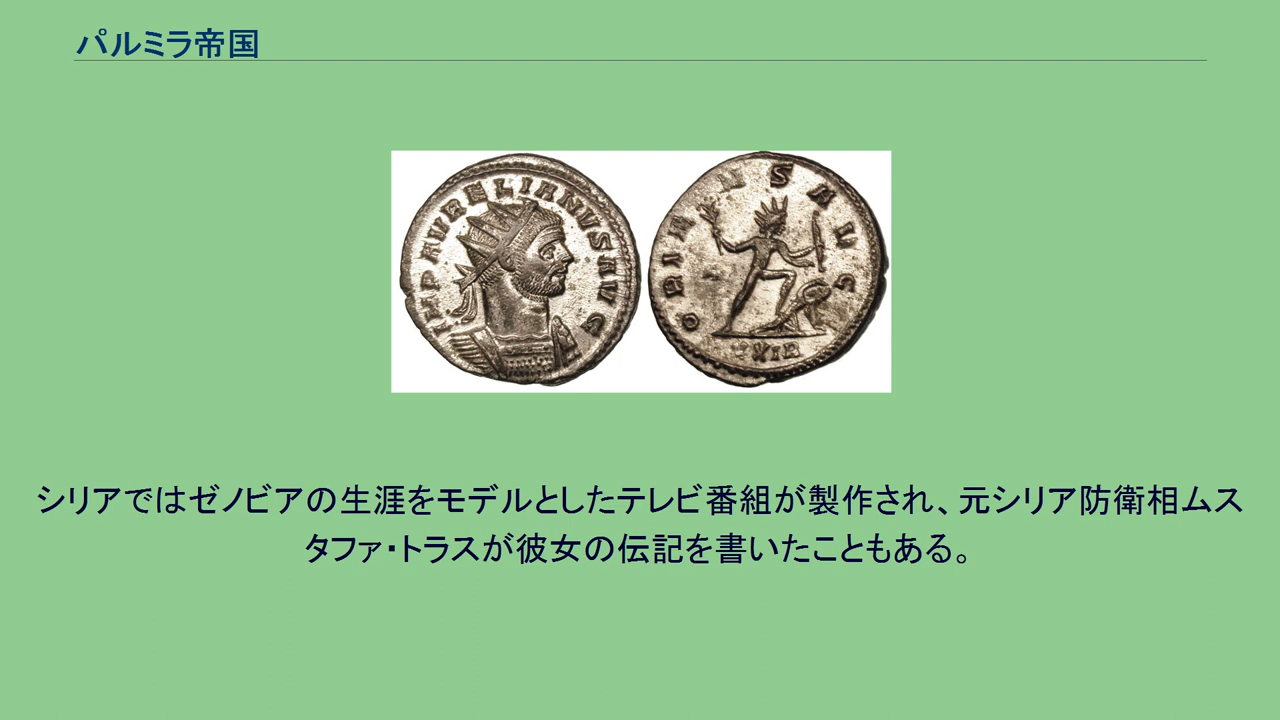 パルミラ帝国
IMP AVRELIANVS AVG
ORIENS AVG
XXIR
シリアではゼノビアの生涯をモデルとしたテレビ番組が製作され、元シリア防衛相ムス
タファ・トラスが彼女の伝記を書いたこともある。